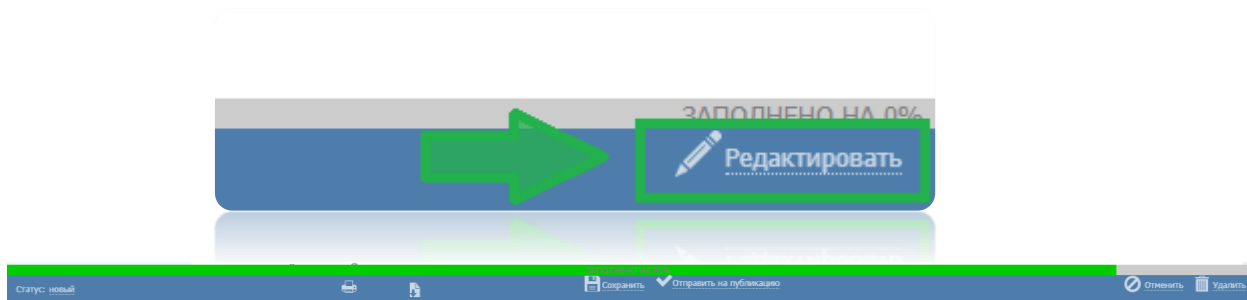 ЗАПОЛНЕНО НА 0%
Редактировать
Статус: новый
Сохранить
Отправить на публикацию
Отменить
Удалить